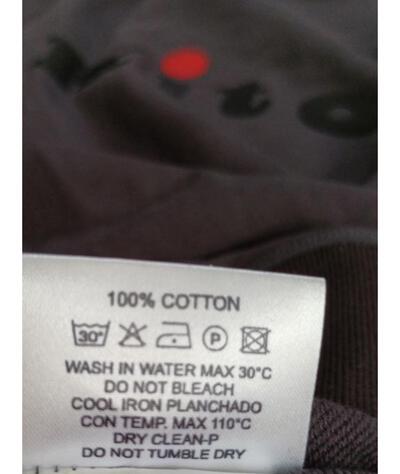 100% COTTON
30°
P
WASH IN WATER MAX 30°C
DO NOT BLEACH
COOL IRON PLANCHADO
CON TEMP. MAX 110°C
DRY CLEAN-P
DO NOT TUMBLE DRY